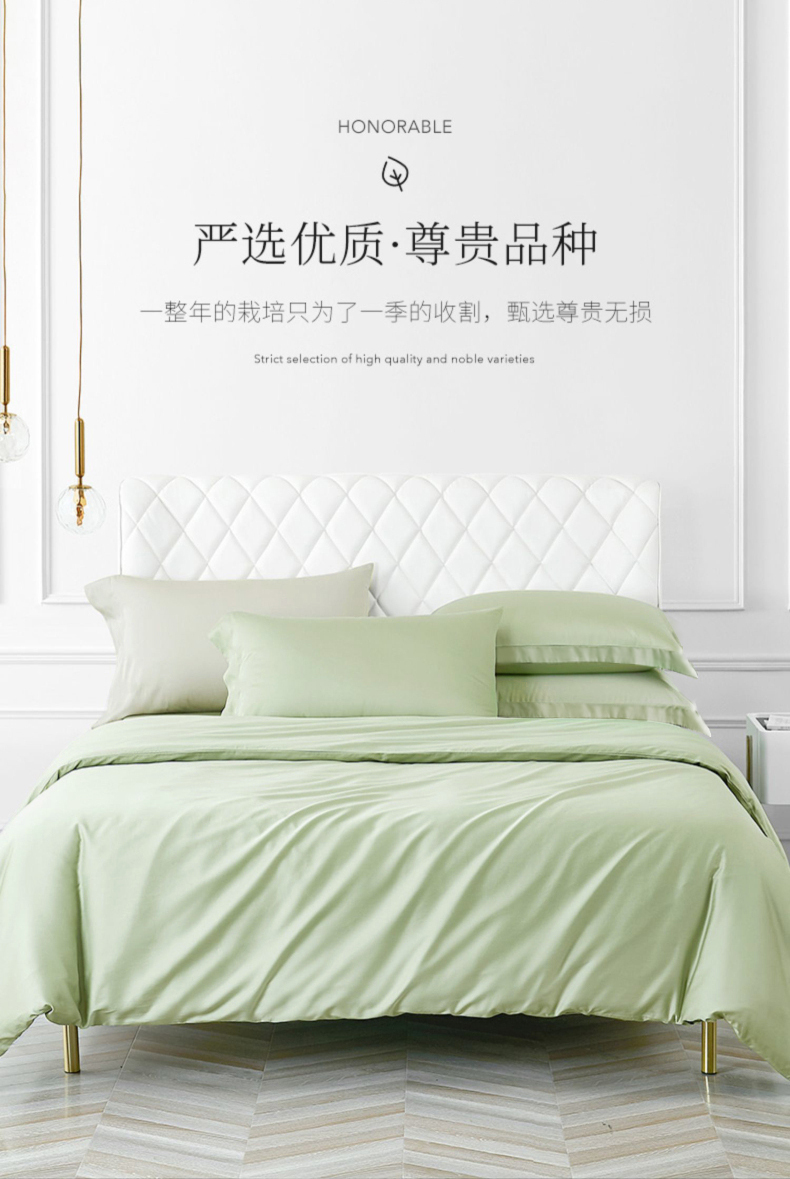 HONORABLE
严选优质·尊贵品种
一整年的栽培只为了一季的收割，甄选尊贵无损
Strict selection of high quality and noble varieties